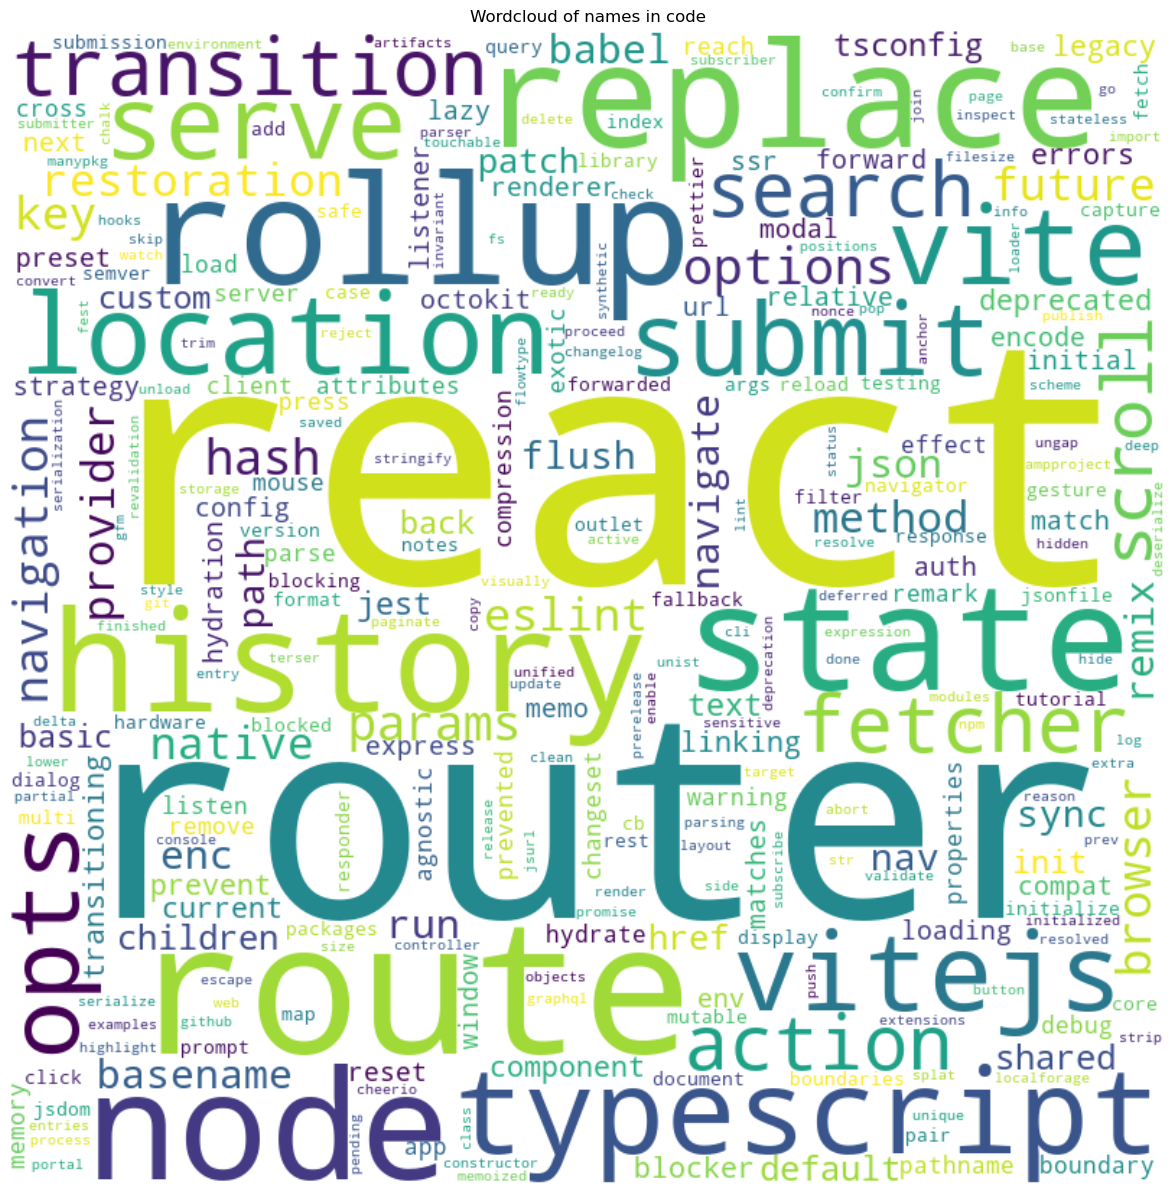 Wordcloud of names in code
submission
environment
artifacts
transition
query
babel
reach
subscriber
tsconfig
base
legacy
cross
submitter
chalk
serve
lazy
parser
touchable
replace
delete
index
confirm
join
page
inspect
go
stateless
fetch
import
next
add
manypkg
restoration
key
hooks
skip
watch
safe
rollup
listener
invariant
patch
library
renderer
check
fs
synthetic
prettier
ssr
forward
filesize
errors
search
future
modal
positions
info
loader
capture
vite
options
preset
convert
semver
load
location
fest
custom
server
case
trim
reject
octokit
ready
exotic
flowtype
proceed
changelog
url
relative
nonce
pop
anchor
submit
deprecated
publish
encode
initial
scheme
scroll
strategy
unload
client
attributes
press
saved
forwarded
args
reload
testing
react
navigation
serialization
provider
revalidation
gfm
hash
stringify
storage
mouse
config
version
hydration
path
parse
blocking
format
back
notes
compression
flush
outlet
active
navigate
lint
status
effect
json
navigator
filter
method
resolve
response
auth
ungap
ampproject
gesture
match
hidden
deep
deserialize
style
git
finished
history
terser
entry
jest
paginate
visually
copy
eslint
fallback
deferred
remark
jsonfile
cli
expression
done
hide
state
remix
unified
update
unist
deprecation
enable
prerelease
memo
text
sensitive
modules
npm
tutorial
fetcher
log
delta
basic
lower
hardware
blocked
native
params
express
clean
linking
target
extra
dialog
partial
multi
transitioning
listen
remove
console
enc
prevent
current
router
responder
agnostic
release
prevented
jsurl
changeset
cb
rest
warning
parsing
layout
abort
str
matches
subscribe
nav
validate
properties
reason
sync
prev
init
compat
initialize
initialized
browser
opts
render
side
promise
packages
size
children
run
controller
hydrate
href
display
loading
resolved
route
escape
web
serialize
examples
github
highlight
prompt
map
window
objects
graphql
env
mutable
push
vitejs
button
core
debug
strip
extensions
action
shared
basename
reset
cheerio
component
document
boundaries
splat
localforage
click
memory
jsdom
entries
process
portal
node
pending
app
class
constructor
memoized
typescript
unique
pair
blocker
default
pathname
boundary